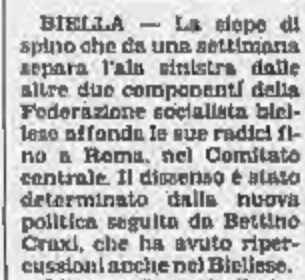 BIELLA — La siepe di
spino che da una settimana
separa l'ala sinistra dalle
altre due componenti della
Federazione socialista biel-
lese affonda le sue radici fi-
no a Roma, nel Comitato
centrale. Il dissenso è stato
determinato dalla nuova
politica seguita da Bettino
Craxi, che ha avuto riper-
cussioni anche nel Biellese.